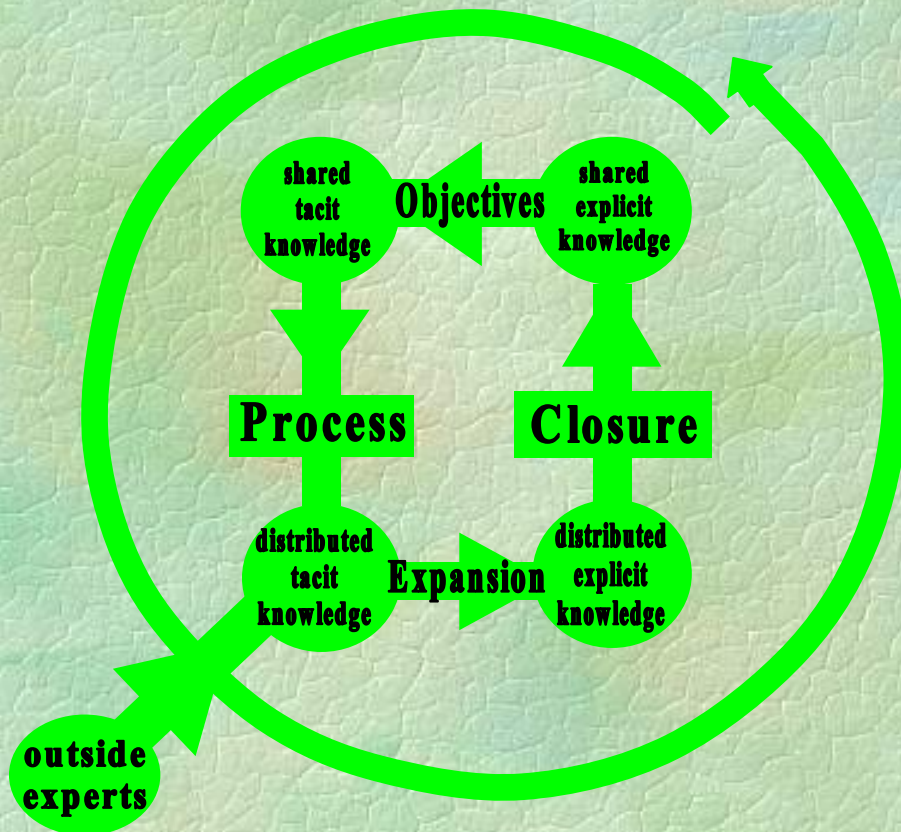 shared
tacit
knowledge
Objectives
shared
explicit
knowledge
Process
Closure
distributed
tacit
knowledge
Expansion
distributed
explicit
knowledge
outside
experts